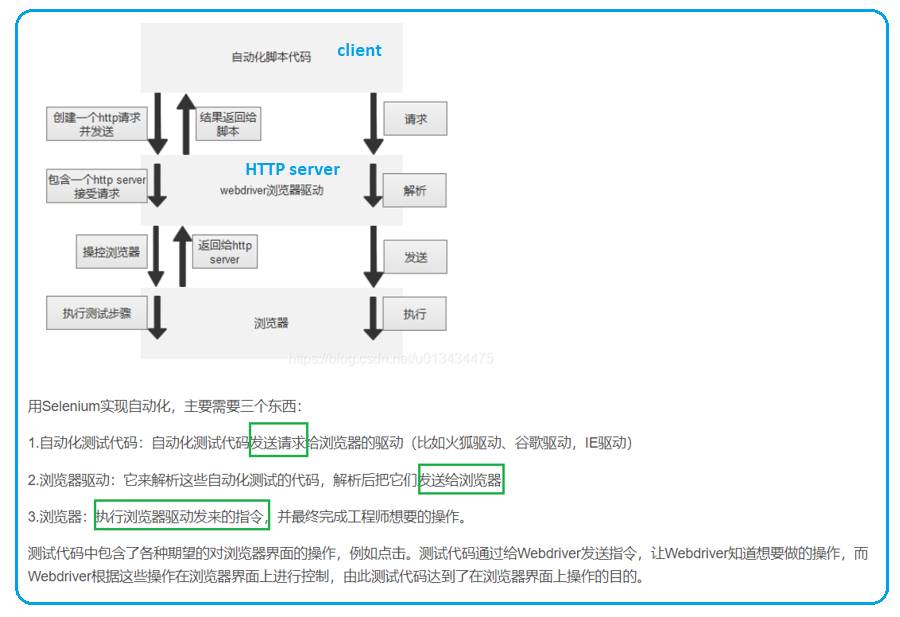 自动化脚本代码 client
创建一个http请求
并发送
结果返回给
脚本
请求
HTTP server
包含一个http server
接受请求
webdriver浏览器驱动
解析
操控浏览器
返回给http
server
发送
执行测试步骤
浏览器
执行
https://blog.csdn.net/u013434475
用Selenium实现自动化，主要需要三个东西：
1.自动化测试代码：自动化测试代码发送请求给浏览器的驱动（比如火狐驱动、谷歌驱动，IE驱动）
2.浏览器驱动：它来解析这些自动化测试的代码，解析后把它们发送给浏览器
3.浏览器：执行浏览器驱动发来的指令，并最终完成工程师想要的操作。
测试代码中包含了各种期望的对浏览器界面的操作，例如点击。测试代码通过给Webdriver发送指令，让Webdriver知道想要做的操作，而
Webdriver根据这些操作在浏览器界面上进行控制，由此测试代码达到了在浏览器界面上操作的目的。